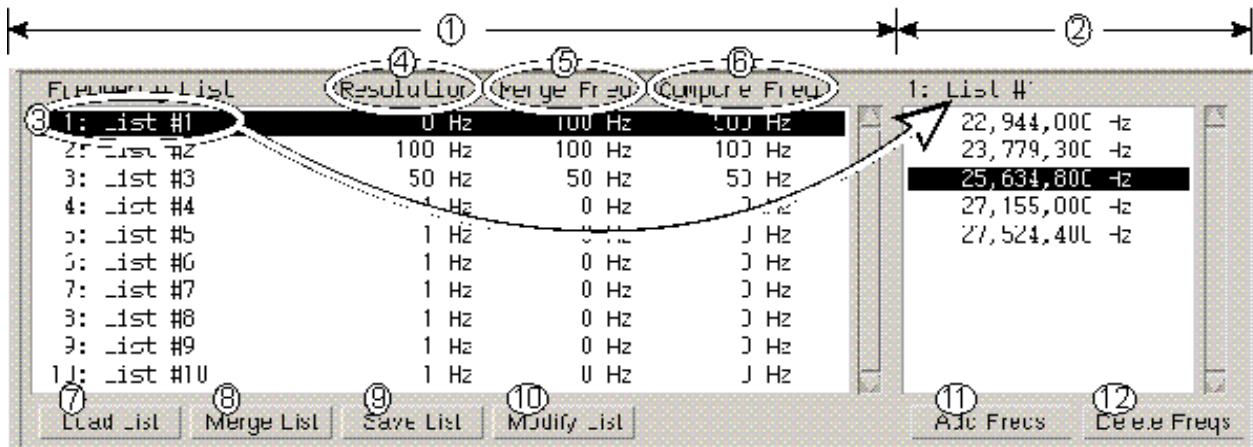 ① ②
④ ⑤ ⑥
Frequency List Resolution Merge Freq Compare Freq 1: List #1
③ 1: List #1 0 Hz 100 Hz 500 Hz 22,944,000 Hz
2: List #2 100 Hz 100 Hz 100 Hz 23,779,300 Hz
3: List #3 50 Hz 50 Hz 50 Hz 25,634,800 Hz
4: List #4 1 Hz 0 Hz 27,155,000 Hz
5: List #5 1 Hz 0 Hz 0 Hz 27,524,400 Hz
6: List #6 1 Hz 0 Hz 0 Hz
7: List #7 1 Hz 0 Hz 0 Hz
8: List #8 1 Hz 0 Hz 0 Hz
9: List #9 1 Hz 0 Hz 0 Hz
10: List #10 1 Hz 0 Hz 0 Hz
⑦ ⑧ ⑨ ⑩ ⑪ ⑫
Load List Merge List Save List Modify List Add Freqs Delete Freqs